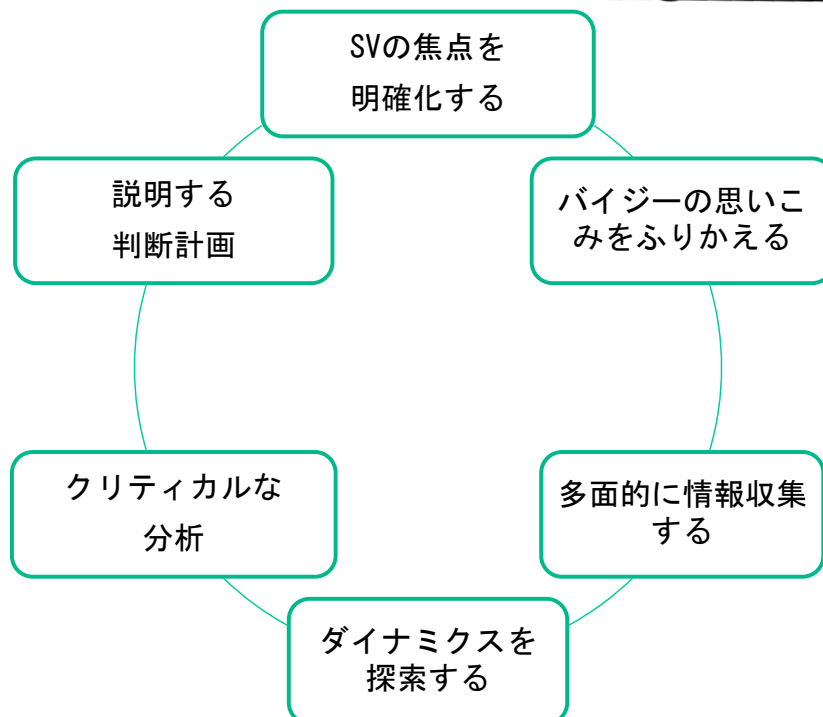 SVの焦点を
明確化する
説明する
判断計画
バイジーの思いこ
みをふりかえる
クリティカルな
分析
多面的に情報収集
する
ダイナミクスを
探索する